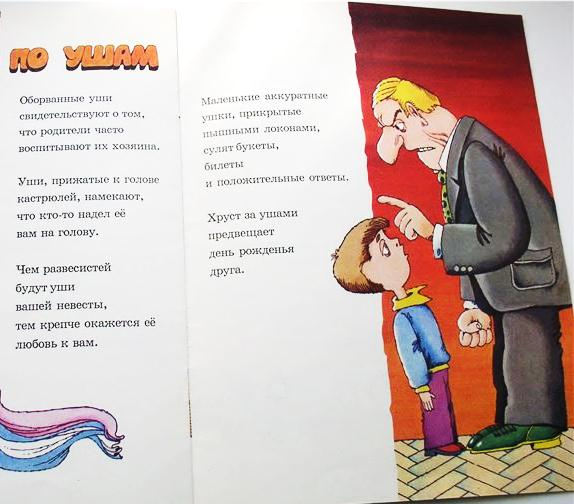 ПО УШАМ
Оборванные уши
свидетельствуют о том,
что родители часто
воспитывают их хозяина.
Уши, прижатые к голове
кастрюлей, намекают,
что кто-то надел её
вам на голову.
Чем развесистей
будут уши
вашей невесты,
тем крепче окажется её
любовь к вам.
Маленькие аккуратные
ушки, прикрытые
пышными локонами,
сулят букеты,
билеты
и положительные ответы.
Хруст за ушами
предвещает
день рожденья
друга.